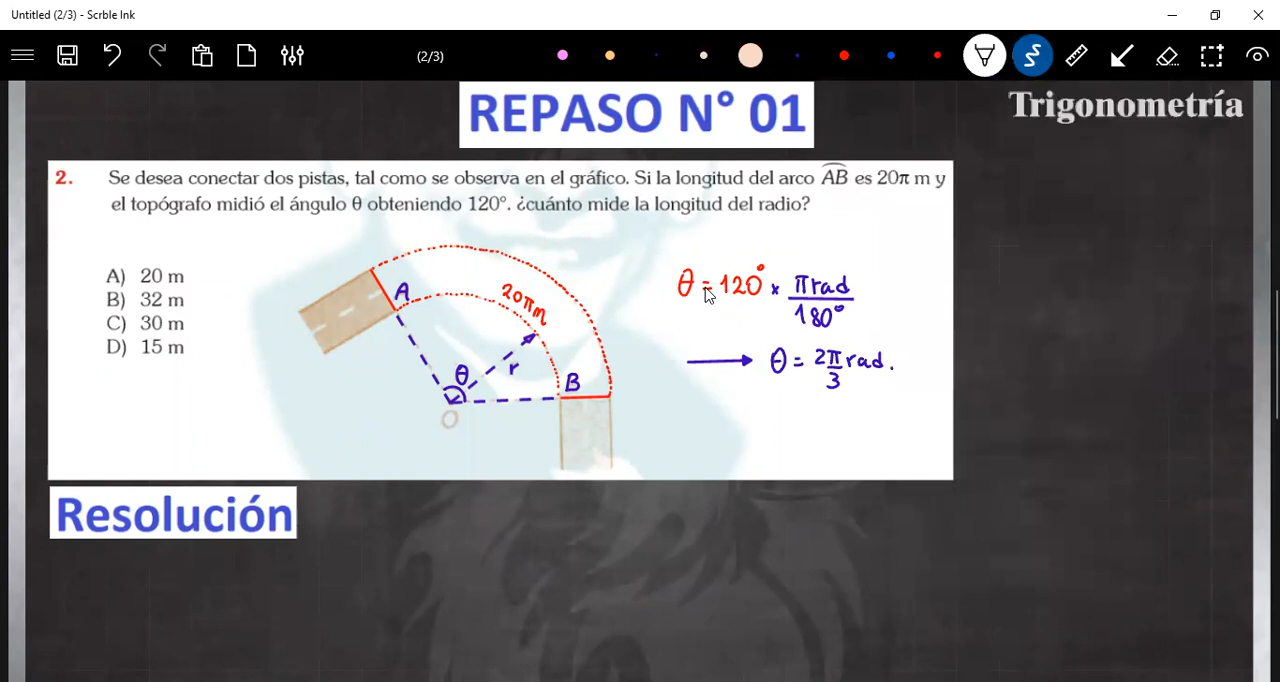 Untitled (2/3) - Scrble Ink
(2/3)
REPASO N° 01
Trigonometría
2. Se desea conectar dos pistas, tal como se observa en el gráfico. Si la longitud del arco AB es 20π m y
el topógrafo midió el ángulo θ obteniendo 120°. ¿cuánto mide la longitud del radio?
A) 20 m
B) 32 m
C) 30 m
D) 15 m
A
20πm
θ
r
B
O
θ = 120° × πrad/180°
θ = 2π/3 rad.
Resolución